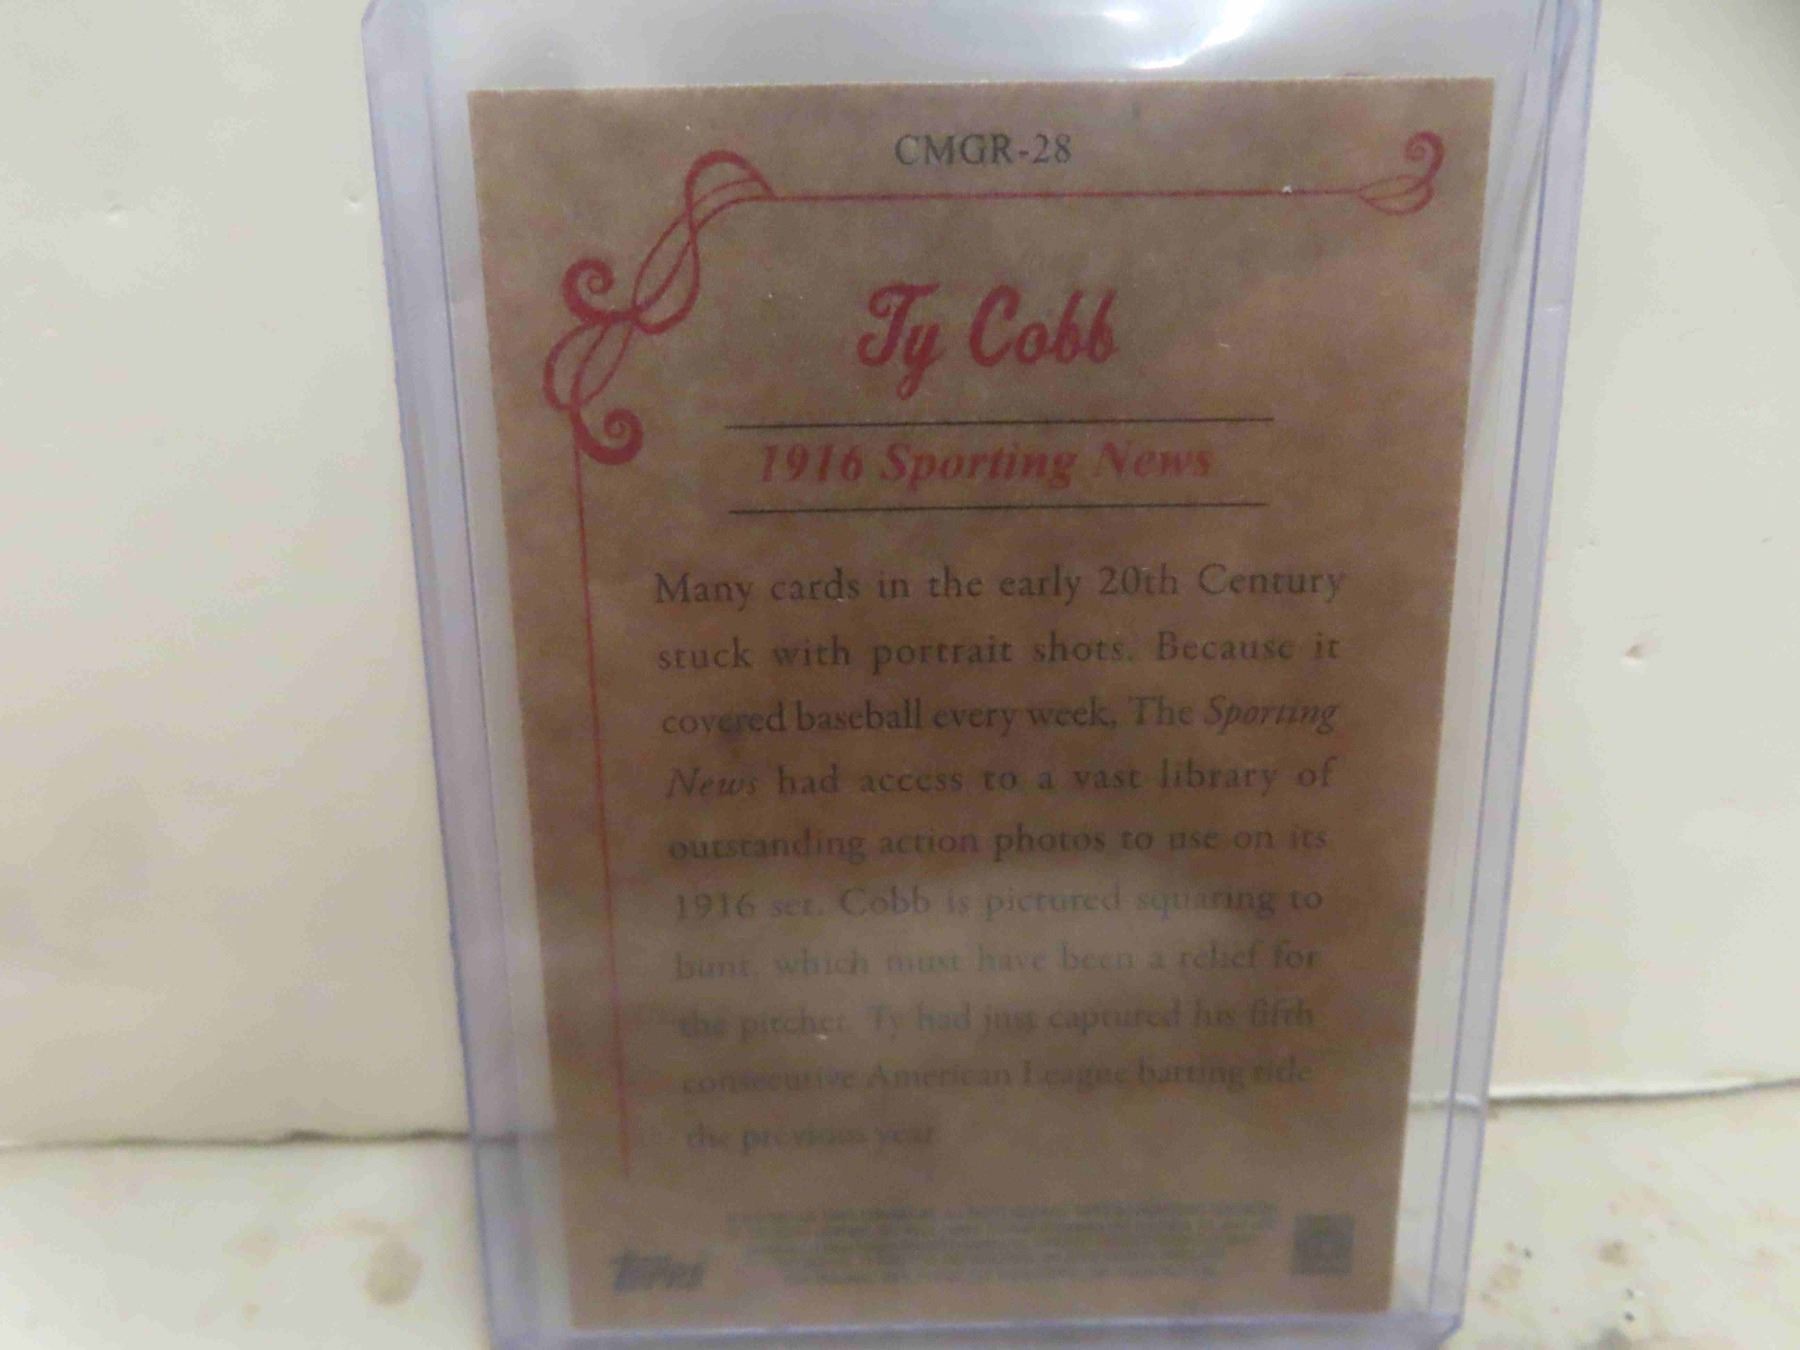 CMGR-28
Ty Cobb
1916 Sporting News
Many cards in the early 20th Century
stuck with portrait shots. Because it
covered baseball every week, The Sporting
News had access to a vast library of
outstanding action photos to use on its
1916 set. Cobb is pictured squaring to
bunt, which must have been a relief for
the pitcher. Ty had just captured his fifth
consecutive American League batting title
the previous year.
Topps